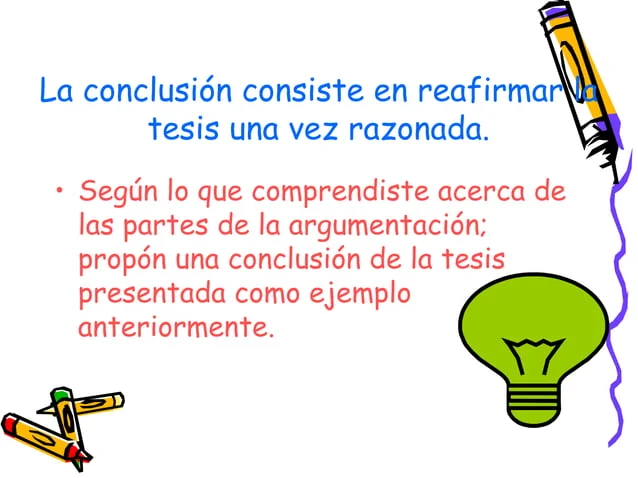 La conclusión consiste en reafirmar la
tesis una vez razonada.
• Según lo que comprendiste acerca de
las partes de la argumentación;
propón una conclusión de la tesis
presentada como ejemplo
anteriormente.